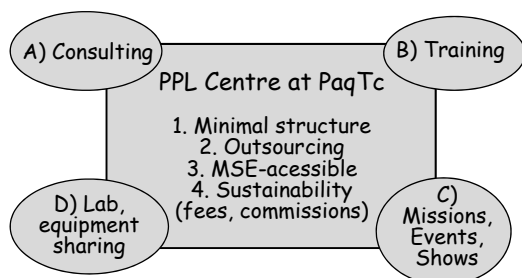 A) Consulting
B) Training
PPL Centre at PaqTc
1. Minimal structure
2. Outsourcing
3. MSE-acessible
4. Sustainability
(fees, commissions)
D) Lab,
equipment
sharing
C)
Missions,
Events,
Shows